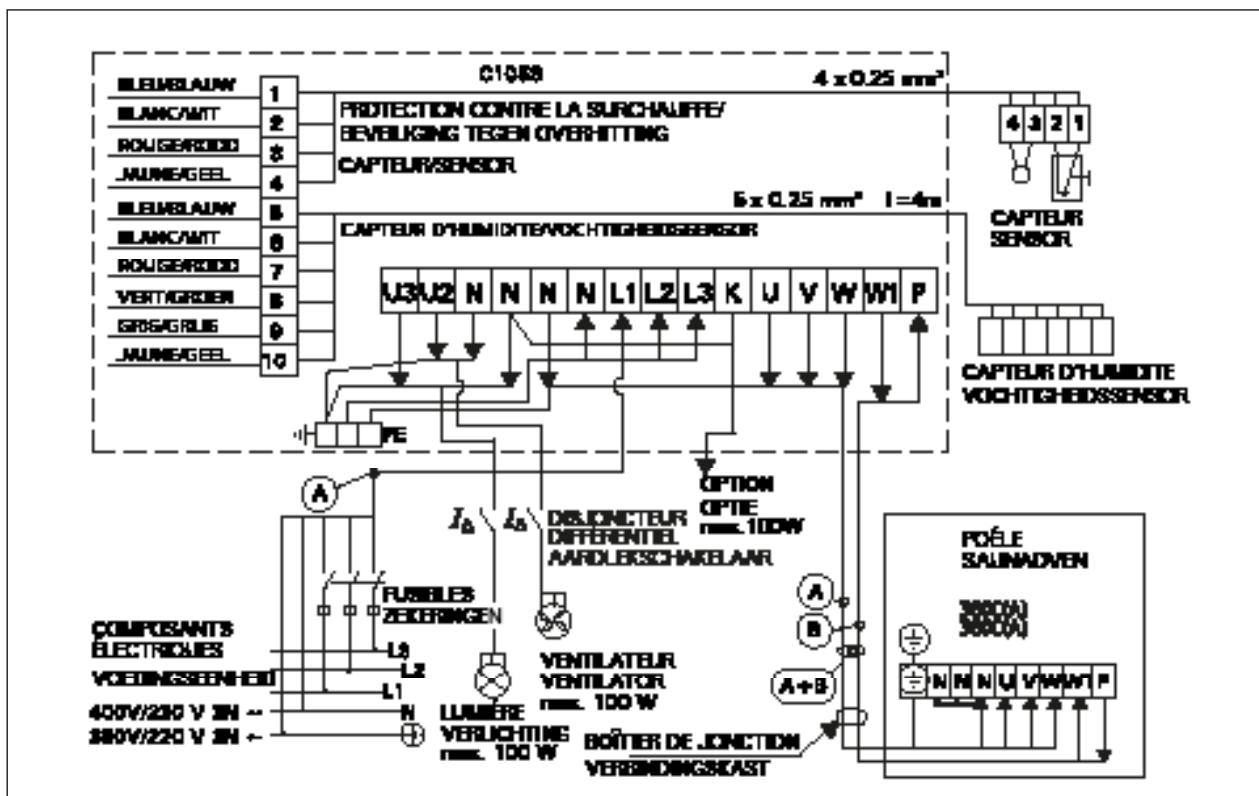 C105S
4 x 0.25 mm²
BLEU/BLAUW 1
BLANC/WIT 2
ROUGE/ROOD 3
JAUNE/GEEL 4
PROTECTION CONTRE LA SURCHAUFFE/
BEVEILIGING TEGEN OVERHITTING
CAPTEUR/SENSOR
4 3 2 1
CAPTEUR
SENSOR
BLEU/BLAUW 5
BLANC/WIT 6
ROUGE/ROOD 7
VERT/GROEN 8
GRIS/GRIJS 9
JAUNE/GEEL 10
5 x 0.25 mm² l=4m
CAPTEUR D'HUMIDITE/VOCHTIGHEIDSSENSOR
U3 U2 N N N N L1 L2 L3 K U V W W1 P
CAPTEUR D'HUMIDITE
VOCHTIGHEIDSSENSOR
PE
A
OPTION
OPTIE
max. 100W
I∆ I∆
DISJONCTEUR
DIFFERENTIEL
AARDLEKSCHAKELAAR
FUSIBLES
ZEKERINGEN
COMPOSANTS
ÉLECTRIQUES
VOEDINGSEENHEID
400V/230 V 3N ~
380V/220 V 3N ~
L3
L2
L1
N
LUMIÈRE
VERLICHTING
max. 100 W
VENTILATEUR
VENTILATOR
max. 100 W
A
B
A+B
BOÎTIER DE JONCTION
VERBINDINGSKAST
POÊLE
SAUNAOVEN
N N N U V W W1 P